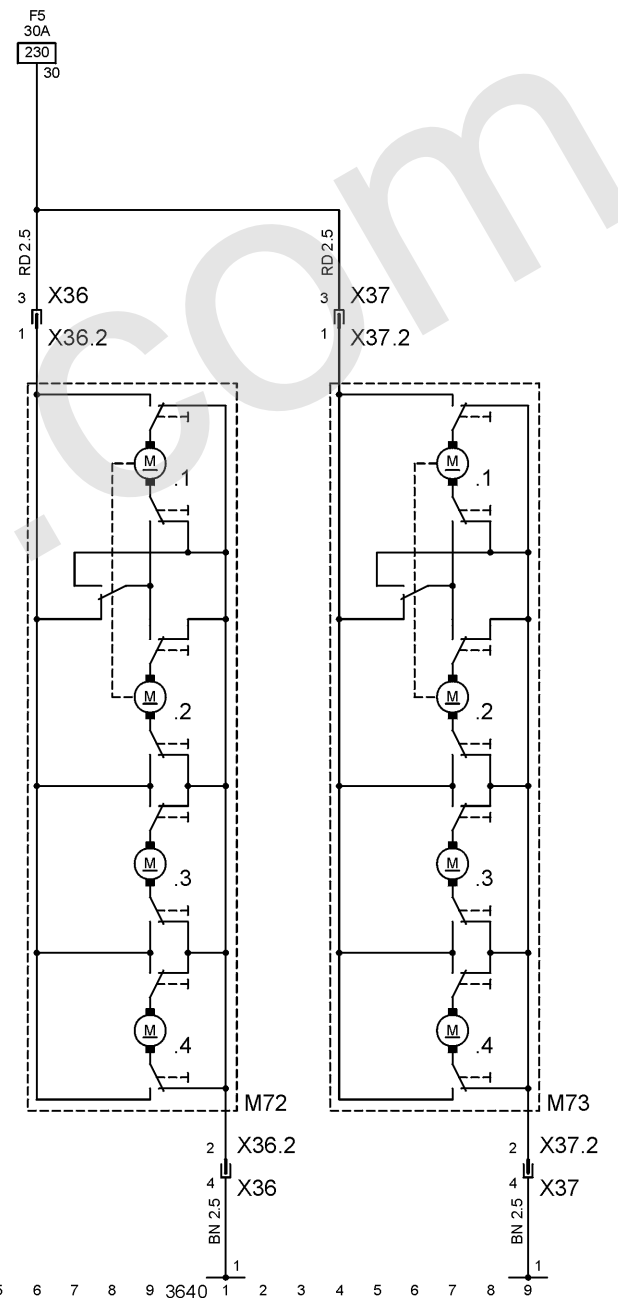 F5
30A
230
30
RD 2.5
RD 2.5
3 X36
1 X36.2
3 X37
1 X37.2
M .1
M .1
M .2
M .2
M .3
M .3
M .4
M .4
M72
M73
2 X36.2
4 X36
2 X37.2
4 X37
BN 2.5
BN 2.5
1
1
5 6 7 8 9 3640 1 2 3 4 5 6 7 8 9
.com